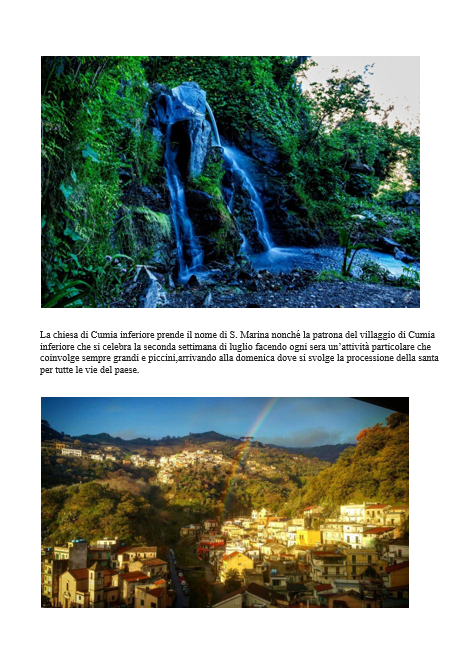 La chiesa di Cumia inferiore prende il nome di S. Marina nonché la patrona del villaggio di Cumia
inferiore che si celebra la seconda settimana di luglio facendo ogni sera un'attività particolare che
coinvolge sempre grandi e piccini,arrivando alla domenica dove si svolge la processione della santa
per tutte le vie del paese.